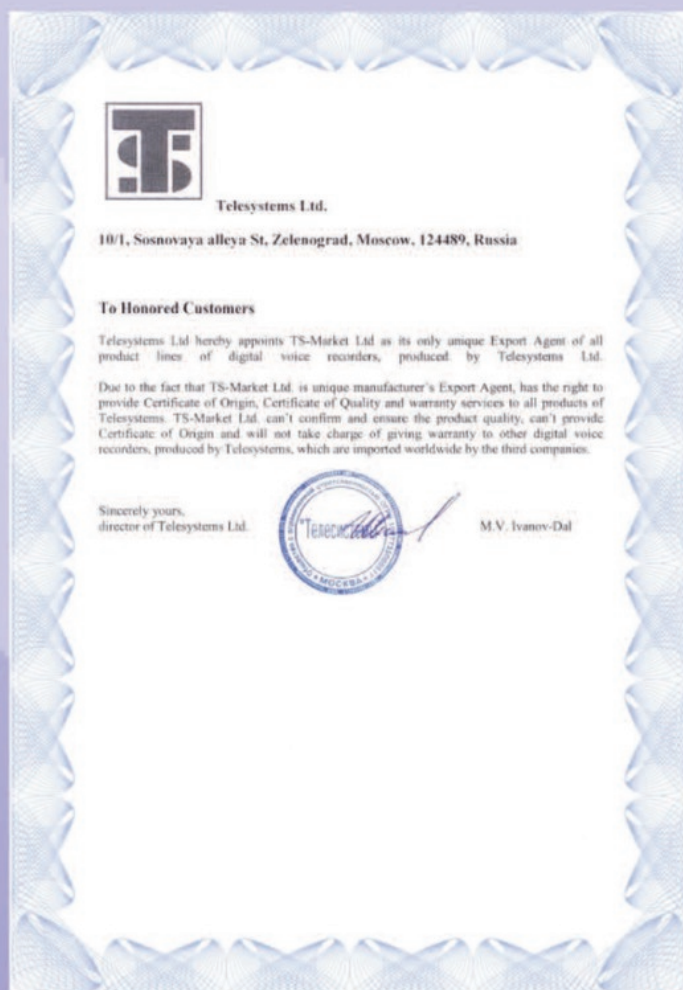 TS
Telesystems Ltd.
10/1, Sosnovaya alleya St, Zelenograd, Moscow, 124489, Russia
To Honored Customers
Telesystems Ltd hereby appoints TS-Market Ltd as its only unique Export Agent of all
product lines of digital voice recorders, produced by Telesystems Ltd.
Due to the fact that TS-Market Ltd. is unique manufacturer's Export Agent, has the right to
provide Certificate of Origin, Certificate of Quality and warranty services to all products of
Telesystems. TS-Market Ltd. can't confirm and ensure the product quality, can't provide
Certificate of Origin and will not take charge of giving warranty to other digital voice
recorders, produced by Telesystems, which are imported worldwide by the third companies.
Sincerely yours,
director of Telesystems Ltd.
М.V. Ivanov-Dal
МОСКВА